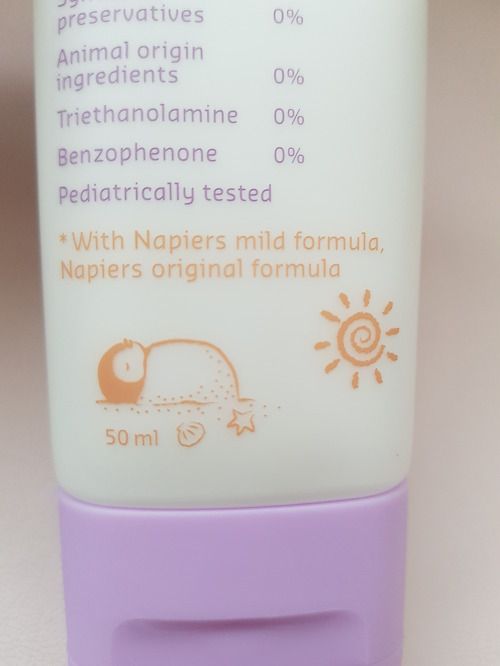 preservatives 0%
Animal origin
ingredients 0%
Triethanolamine 0%
Benzophenone 0%
Pediatrically tested
*With Napiers mild formula,
Napiers original formula
50 ml